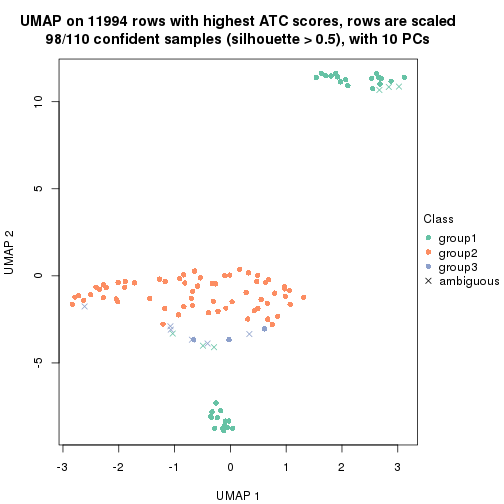 UMAP on 11994 rows with highest ATC scores, rows are scaled
98/110 confident samples (silhouette > 0.5), with 10 PCs
10
5
0
-5
UMAP 2
-3
-2
-1
0
1
2
3
UMAP 1
Class
group1
group2
group3
ambiguous